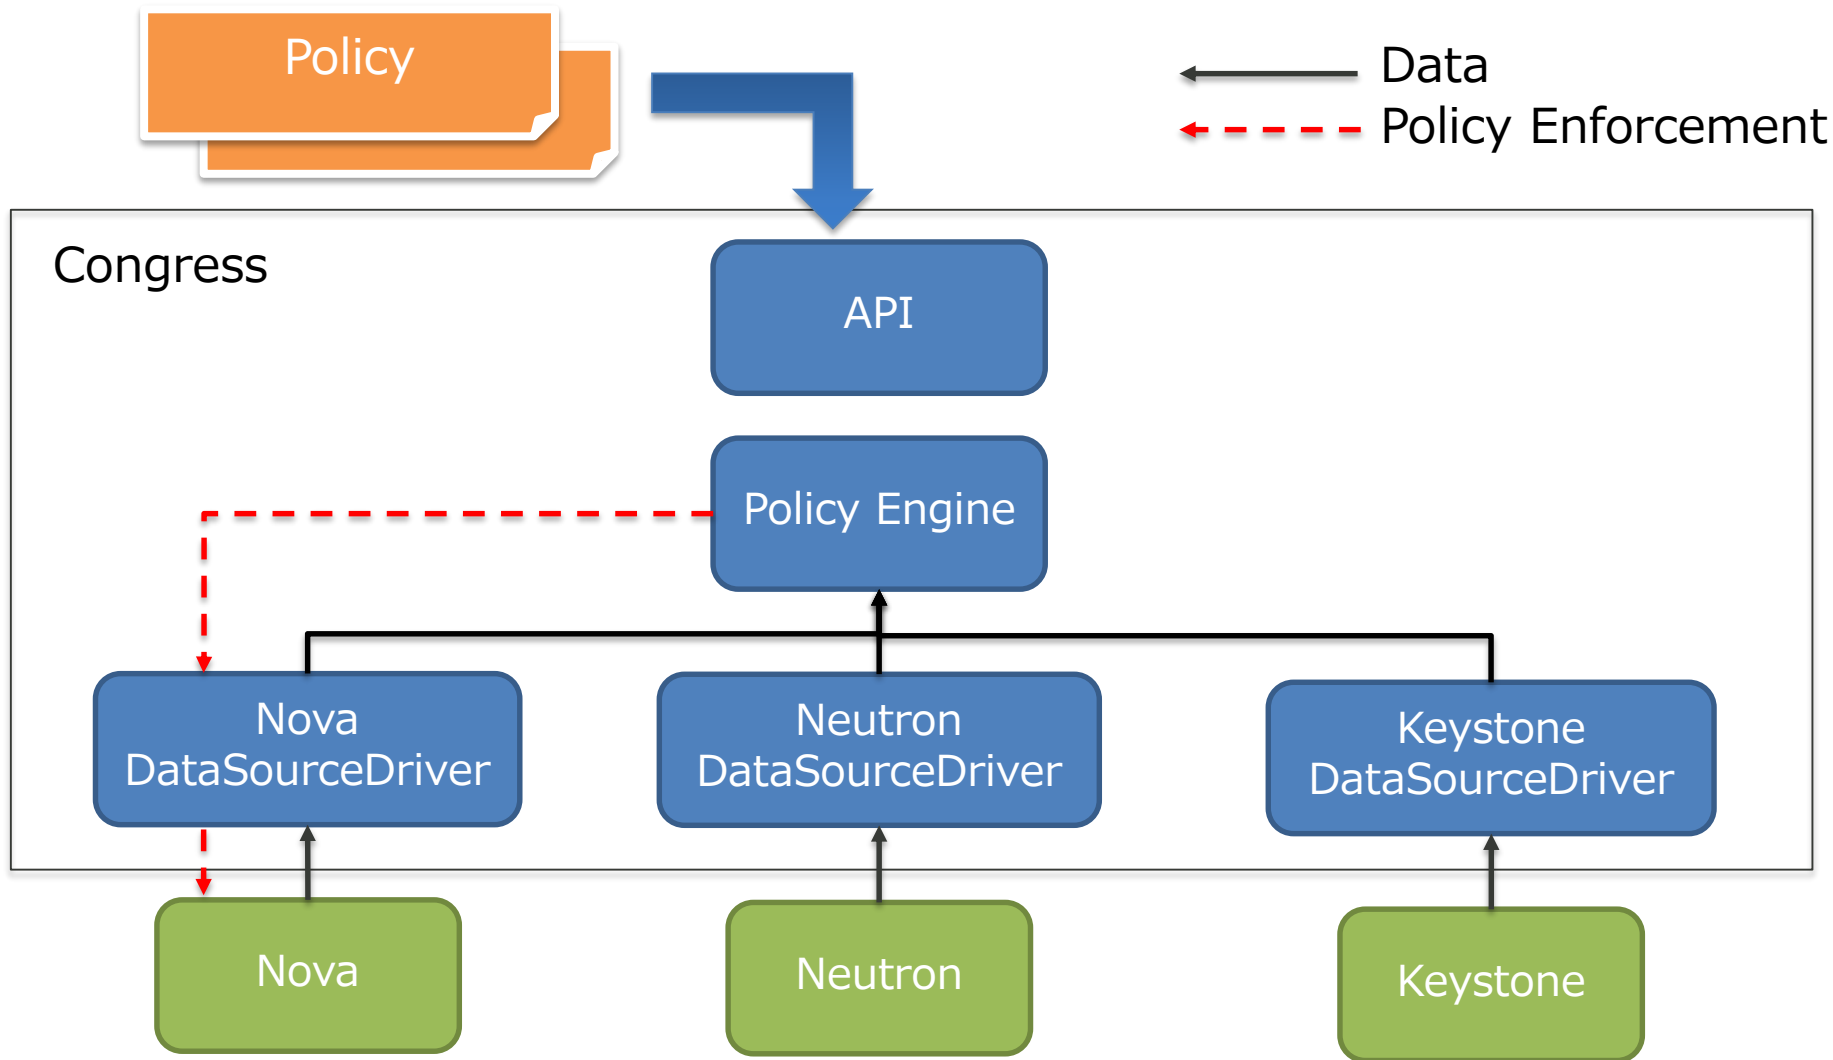 Policy
Data
Policy Enforcement
Congress
API
Policy Engine
Nova
DataSourceDriver
Neutron
DataSourceDriver
Keystone
DataSourceDriver
Nova
Neutron
Keystone